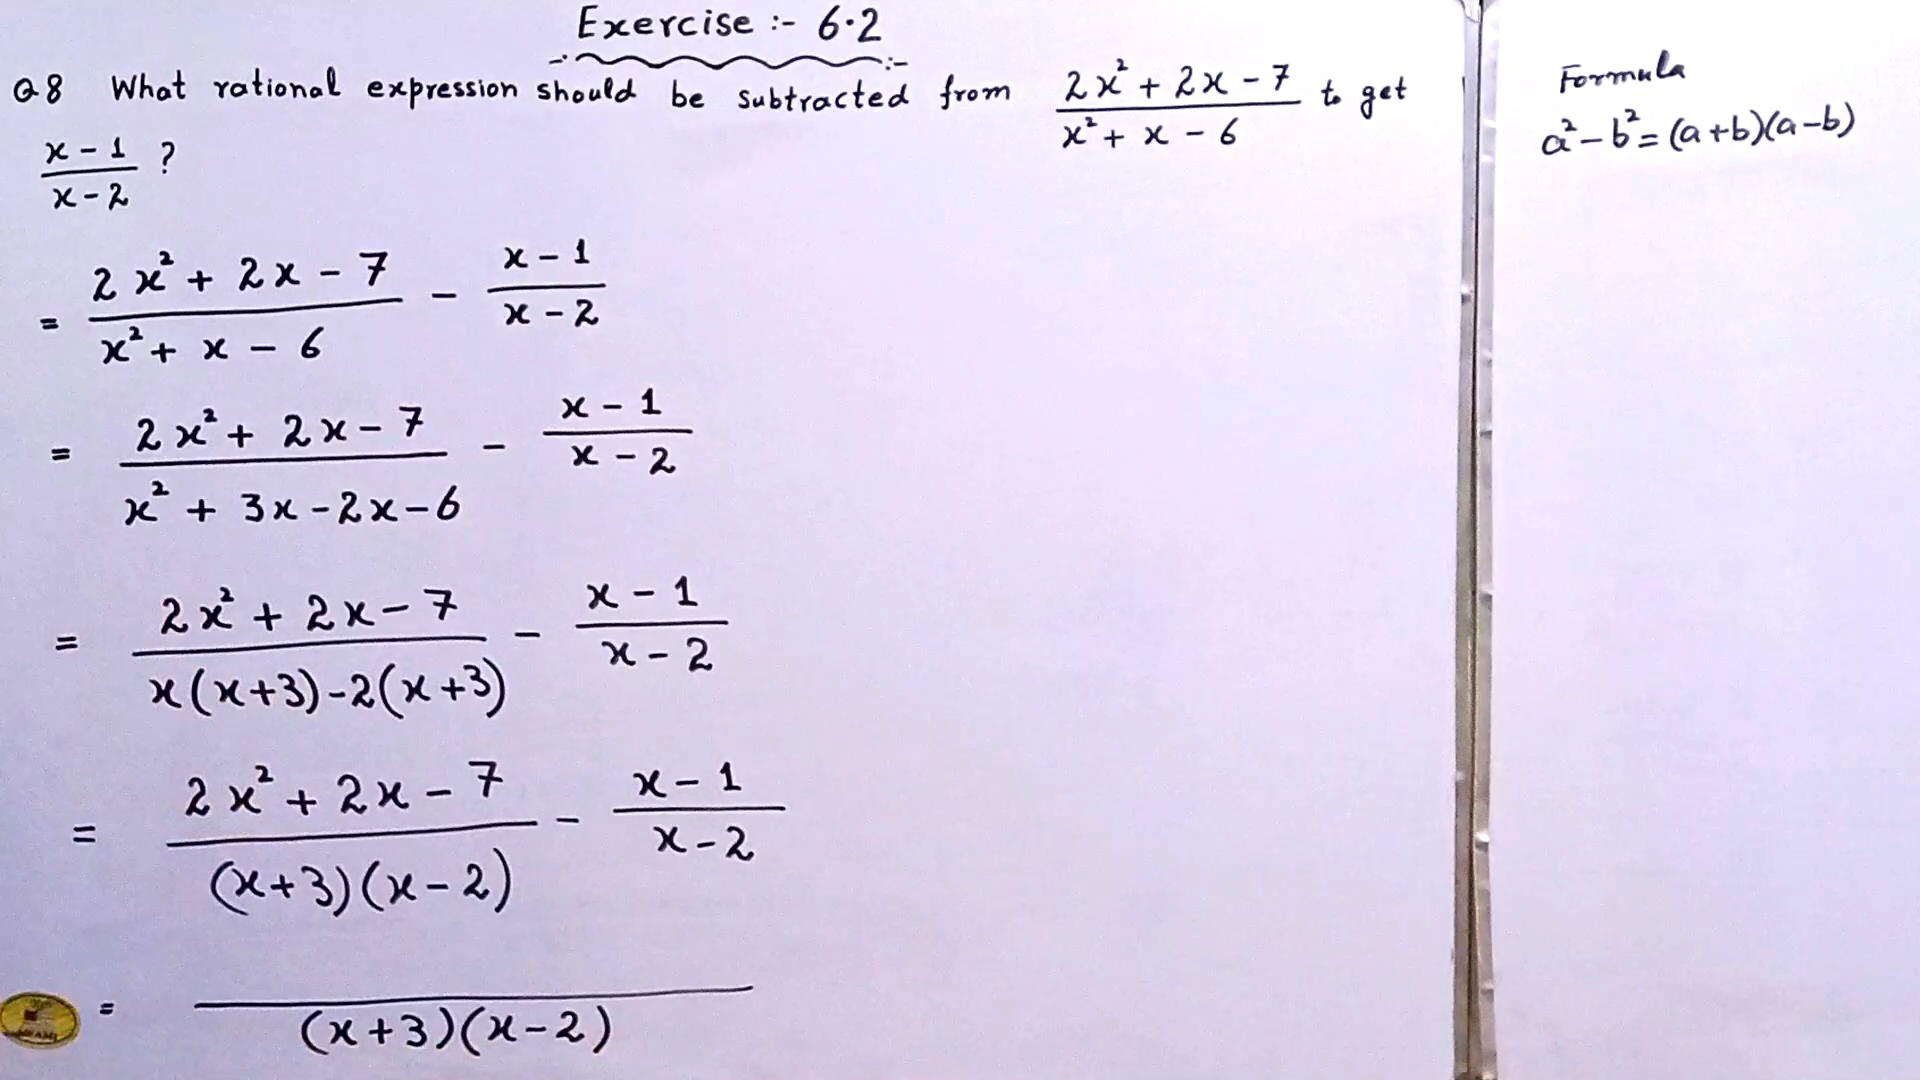 Exercise :- 6.2
Q8 What rational expression should be subtracted from (2x² + 2x - 7)/(x² + x - 6) to get
(x - 1)/(x - 2) ?
= (2x² + 2x - 7)/(x² + x - 6) - (x - 1)/(x - 2)
= (2x² + 2x - 7)/(x² + 3x - 2x - 6) - (x - 1)/(x - 2)
= (2x² + 2x - 7)/(x(x+3) - 2(x+3)) - (x - 1)/(x - 2)
= (2x² + 2x - 7)/((x+3)(x-2)) - (x - 1)/(x - 2)
= /(x+3)(x-2)
Formula
a² - b² = (a+b)(a-b)